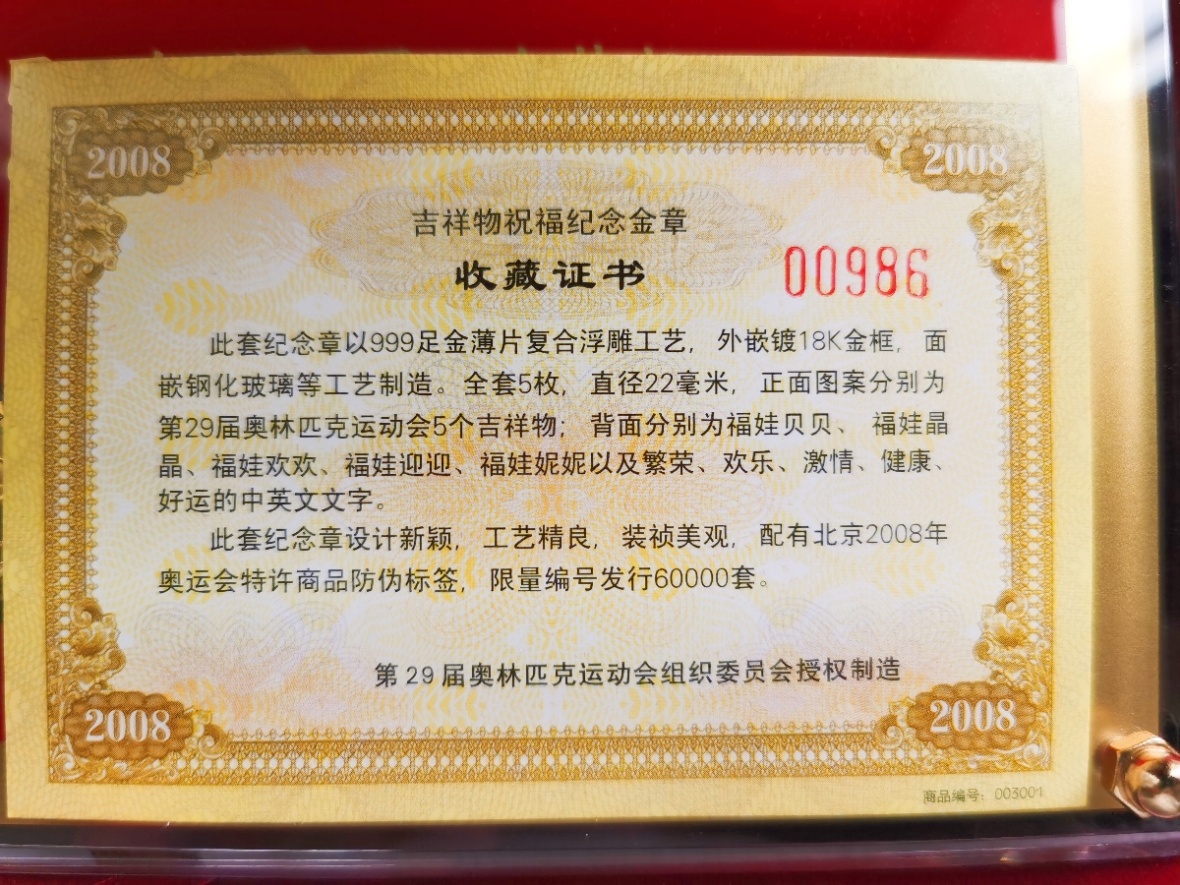 2008
2008
吉祥物祝福纪念金章
收藏证书
00986
此套纪念章以999足金薄片复合浮雕工艺，外嵌镀18K金框，面
嵌钢化玻璃等工艺制造。全套5枚，直径22毫米，正面图案分别为
第29届奥林匹克运动会5个吉祥物；背面分别为福娃贝贝、福娃晶
晶、福娃欢欢、福娃迎迎、福娃妮妮以及繁荣、欢乐、激情、健康、
好运的中英文文字。
此套纪念章设计新颖，工艺精良，装祯美观，配有北京2008年
奥运会特许商品防伪标签，限量编号发行60000套。
第29届奥林匹克运动会组织委员会授权制造
2008
2008
商品编号：003001